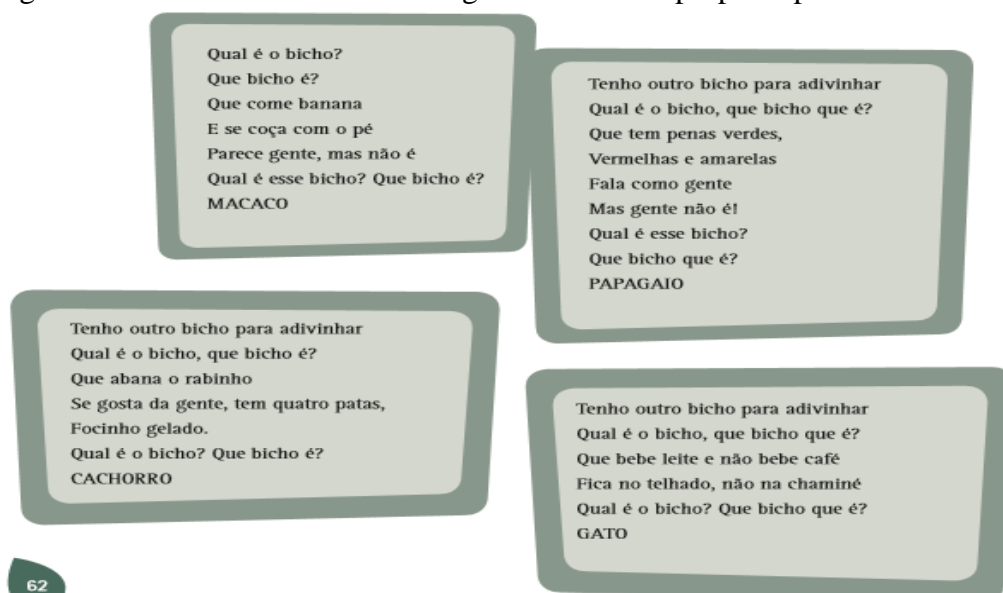 Qual é o bicho?
Que bicho é?
Que come banana
E se coça com o pé
Parece gente, mas não é
Qual é esse bicho? Que bicho é?
MACACO
Tenho outro bicho para adivinhar
Qual é o bicho, que bicho que é?
Que tem penas verdes,
Vermelhas e amarelas
Fala como gente
Mas gente não é!
Qual é esse bicho?
Que bicho que é?
PAPAGAIO
Tenho outro bicho para adivinhar
Qual é o bicho, que bicho é?
Que abana o rabinho
Se gosta da gente, tem quatro patas,
Focinho gelado.
Qual é o bicho? Que bicho é?
CACHORRO
Tenho outro bicho para adivinhar
Qual é o bicho, que bicho que é?
Que bebe leite e não bebe café
Fica no telhado, não na chaminé
Qual é o bicho? Que bicho que é?
GATO
62